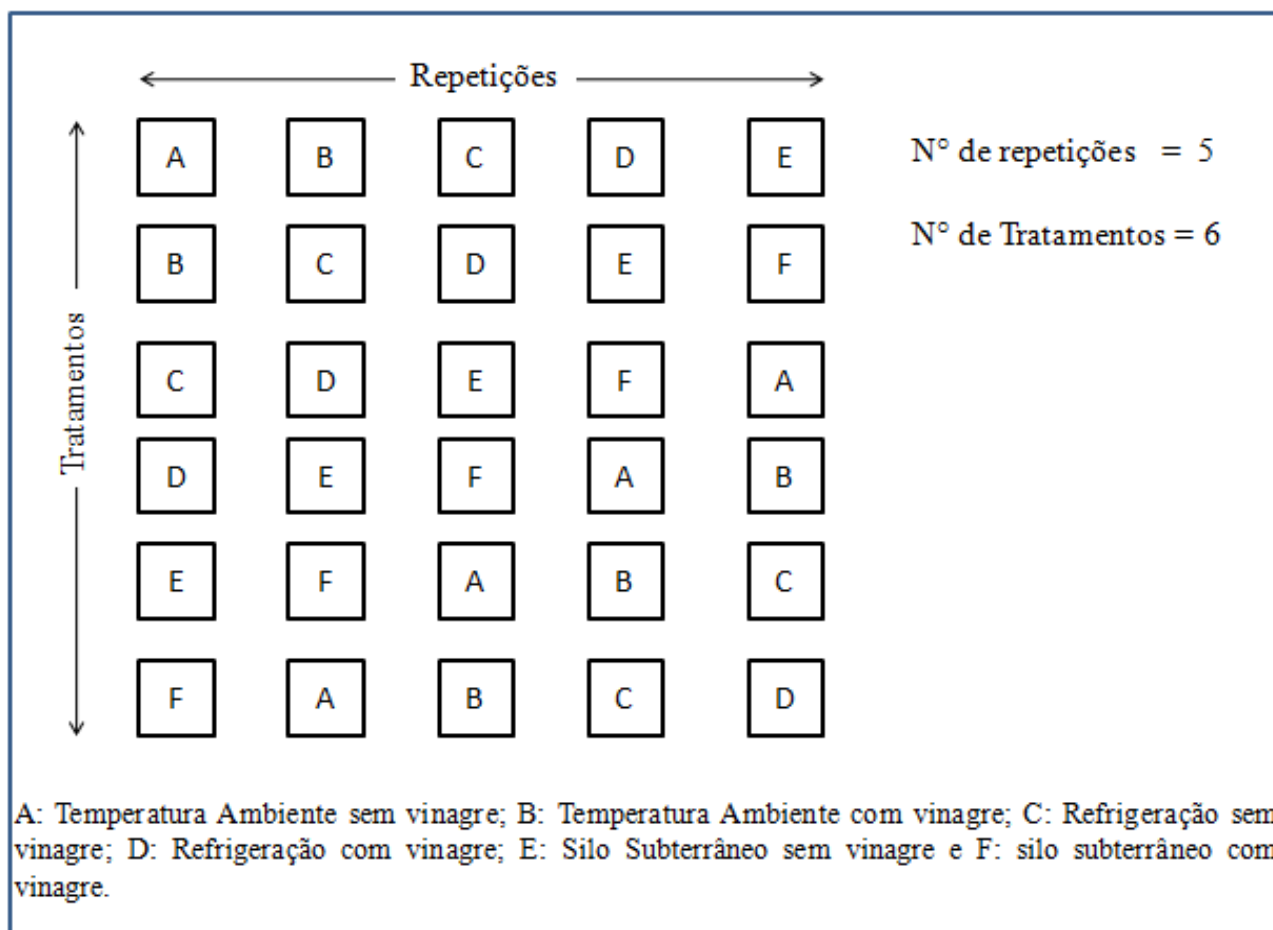 Repetições
Tratamentos
A B C D E
B C D E F
C D E F A
D E F A B
E F A B C
F A B C D
N° de repetições = 5
N° de Tratamentos = 6
A: Temperatura Ambiente sem vinagre; B: Temperatura Ambiente com vinagre; C: Refrigeração sem
vinagre; D: Refrigeração com vinagre; E: Silo Subterrâneo sem vinagre e F: silo subterrâneo com
vinagre.